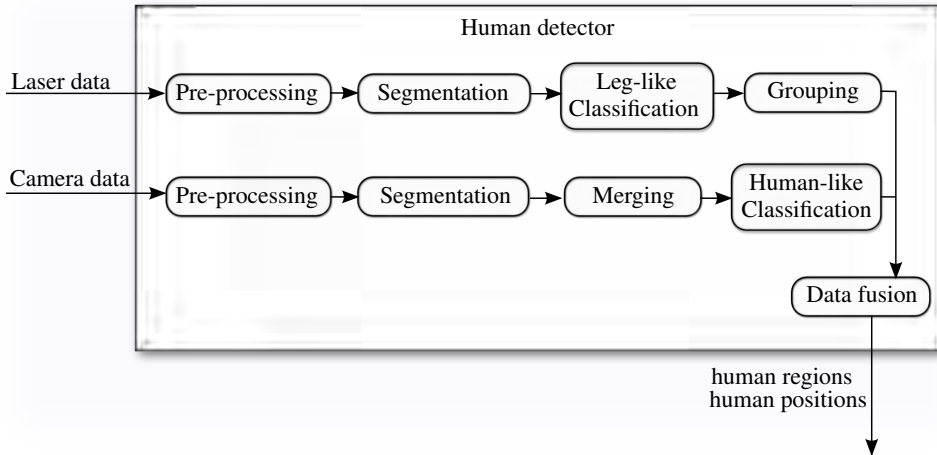 Human detector
Laser data
Pre-processing
Segmentation
Leg-like
Classification
Grouping
Camera data
Pre-processing
Segmentation
Merging
Human-like
Classification
Data fusion
human regions
human positions